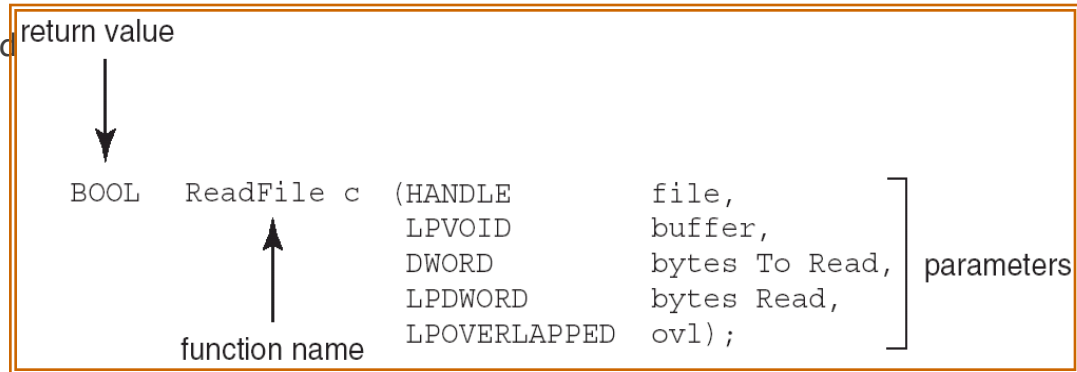 return value
BOOL ReadFile c (HANDLE file,
LPVOID buffer,
DWORD bytes To Read,
LPDWORD bytes Read,
LPOVERLAPPED ovl);
parameters
function name